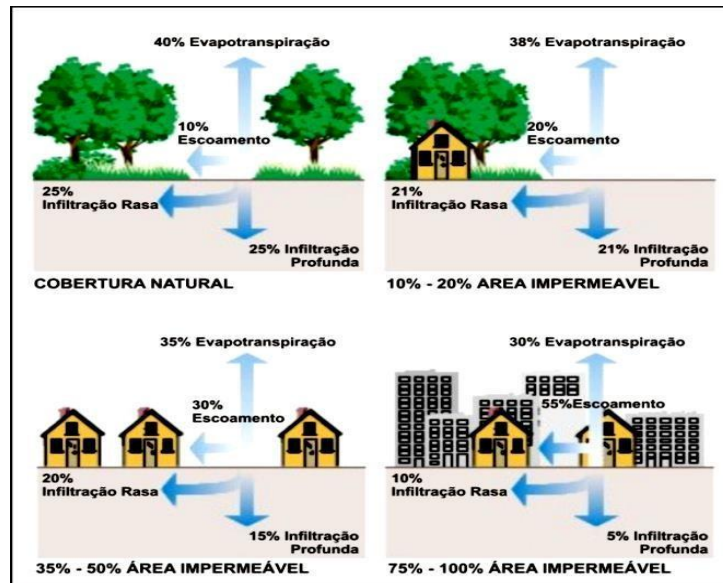 40% Evapotranspiração
10%
Escoamento
25%
Infiltração Rasa
25% Infiltração
Profunda
COBERTURA NATURAL
38% Evapotranspiração
20%
Escoamento
21%
Infiltração Rasa
21% Infiltração
Profunda
10% - 20% AREA IMPERMEAVEL
35% Evapotranspiração
30%
Escoamento
20%
Infiltração Rasa
15% Infiltração
Profunda
35% - 50% ÁREA IMPERMEÁVEL
30% Evapotranspiração
55%Escoamento
10%
Infiltração Rasa
5% Infiltração
Profunda
75% - 100% ÁREA IMPERMEÁVEL